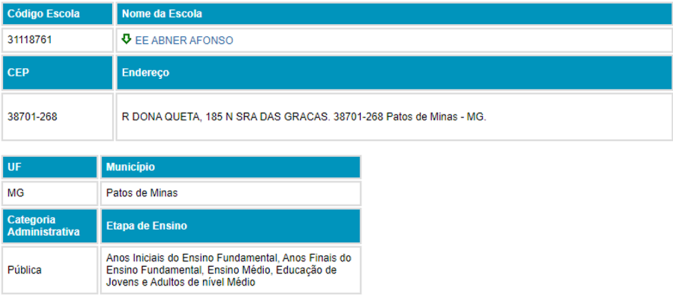 Código Escola Nome da Escola
31118761 EE ABNER AFONSO
CEP Endereço
38701-268 R DONA QUETA, 185 N SRA DAS GRACAS. 38701-268 Patos de Minas - MG.
UF Município
MG Patos de Minas
Categoria
Administrativa
Etapa de Ensino
Pública
Anos Iniciais do Ensino Fundamental, Anos Finais do
Ensino Fundamental, Ensino Médio, Educação de
Jovens e Adultos de nível Médio